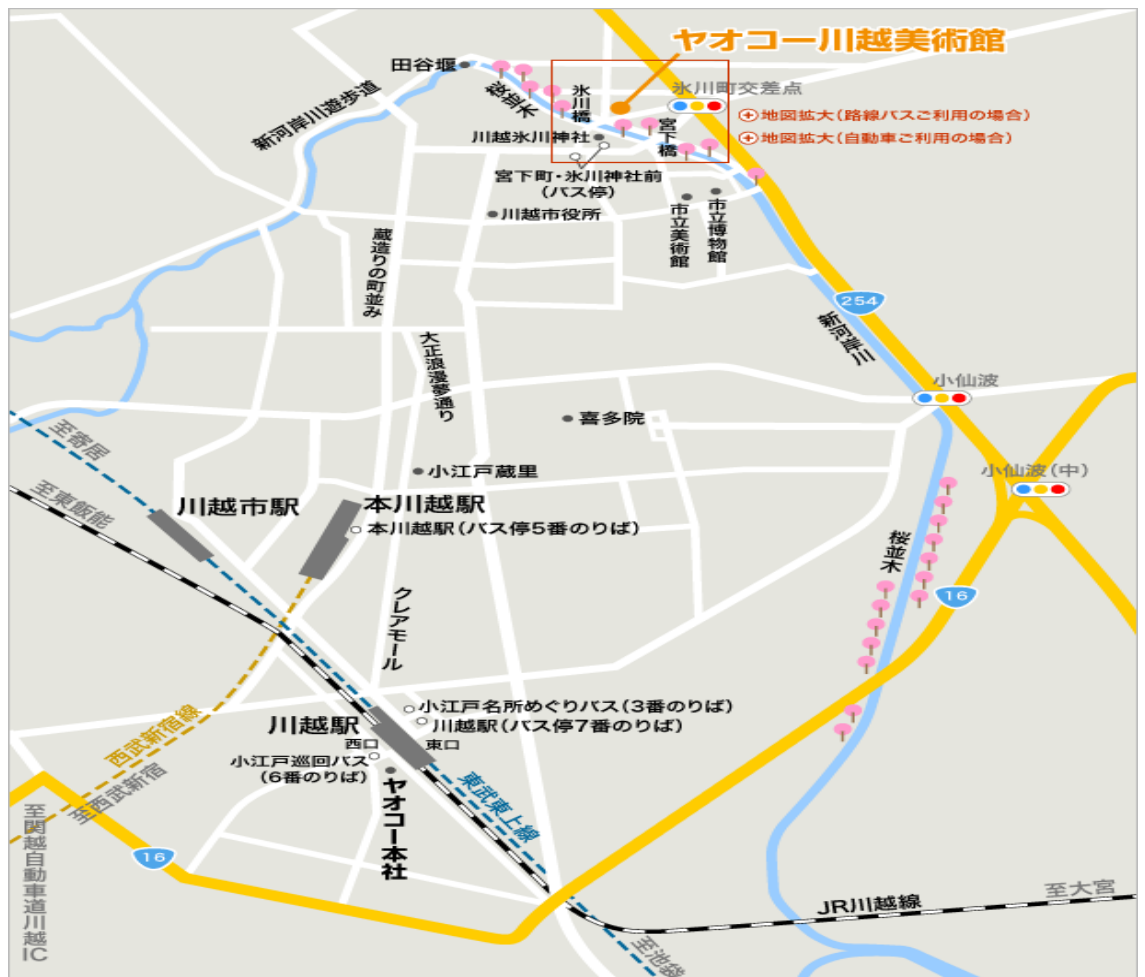 ヤオコー川越美術館
田谷堰
桜並木
氷川橋
氷川町交差点
新河岸川遊歩道
地図拡大(路線バスご利用の場合)
川越氷川神社
宮下橋
地図拡大(自動車ご利用の場合)
宮下町・氷川神社前
(バス停)
川越市役所
市立美術館
市立博物館
蔵造りの町並み
254
新河岸川
大正浪漫夢通り
小仙波
喜多院
至寄居
小江戸蔵里
小仙波(中)
至東飯能
川越市駅
本川越駅
本川越駅(バス停5番のりば)
桜並木
16
クレアモール
小江戸名所めぐりバス(3番のりば)
川越駅(バス停7番のりば)
川越駅
西口
東口
西武新宿線
小江戸巡回バス
(6番のりば)
至西武新宿
ヤオコー本社
東武東上線
至関越自動車道川越IC
16
JR川越線
至大宮
至池袋